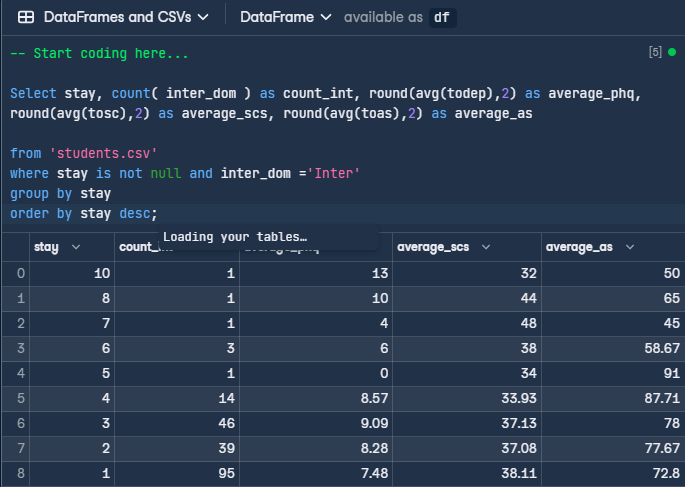 DataFrames and CSVs DataFrame available as df
-- Start coding here... [5]
Select stay, count( inter_dom ) as count_int, round(avg(todep),2) as average_phq,
round(avg(tosc),2) as average_scs, round(avg(toas),2) as average_as
from 'students.csv'
where stay is not null and inter_dom ='Inter'
group by stay
order by stay desc;
Loading your tables…
stay average_scs average_as
0 10 1 13 32 50
1 8 1 10 44 65
2 7 1 4 48 45
3 6 3 6 38 58.67
4 5 1 0 34 91
5 4 14 8.57 33.93 87.71
6 3 46 9.09 37.13 78
7 2 39 8.28 37.08 77.67
8 1 95 7.48 38.11 72.8